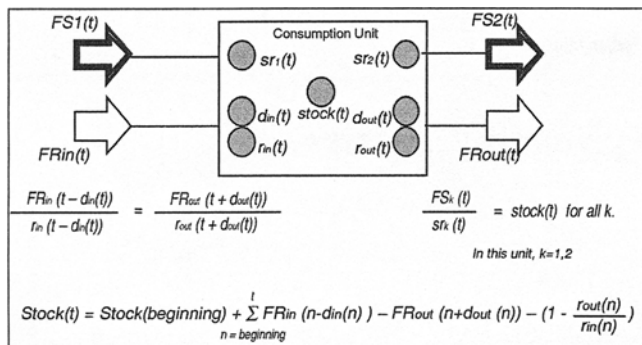 FS1(t)
Consumption Unit
FS2(t)
sr1(t)
sr2(t)
stock(t)
din(t)
dout(t)
rin(t)
rout(t)
FRin(t)
FRout(t)
FRin (t – din(t)) / rin (t – din(t)) = FRout (t + dout(t)) / rout (t + dout(t))
FSk (t) / srk (t) = stock(t) for all k.
In this unit, k=1,2
Stock(t) = Stock(beginning) + t∑n = beginning FRin (n-din(n) ) – FRout (n+dout (n)) – (1 - rout(n) / rin(n) )